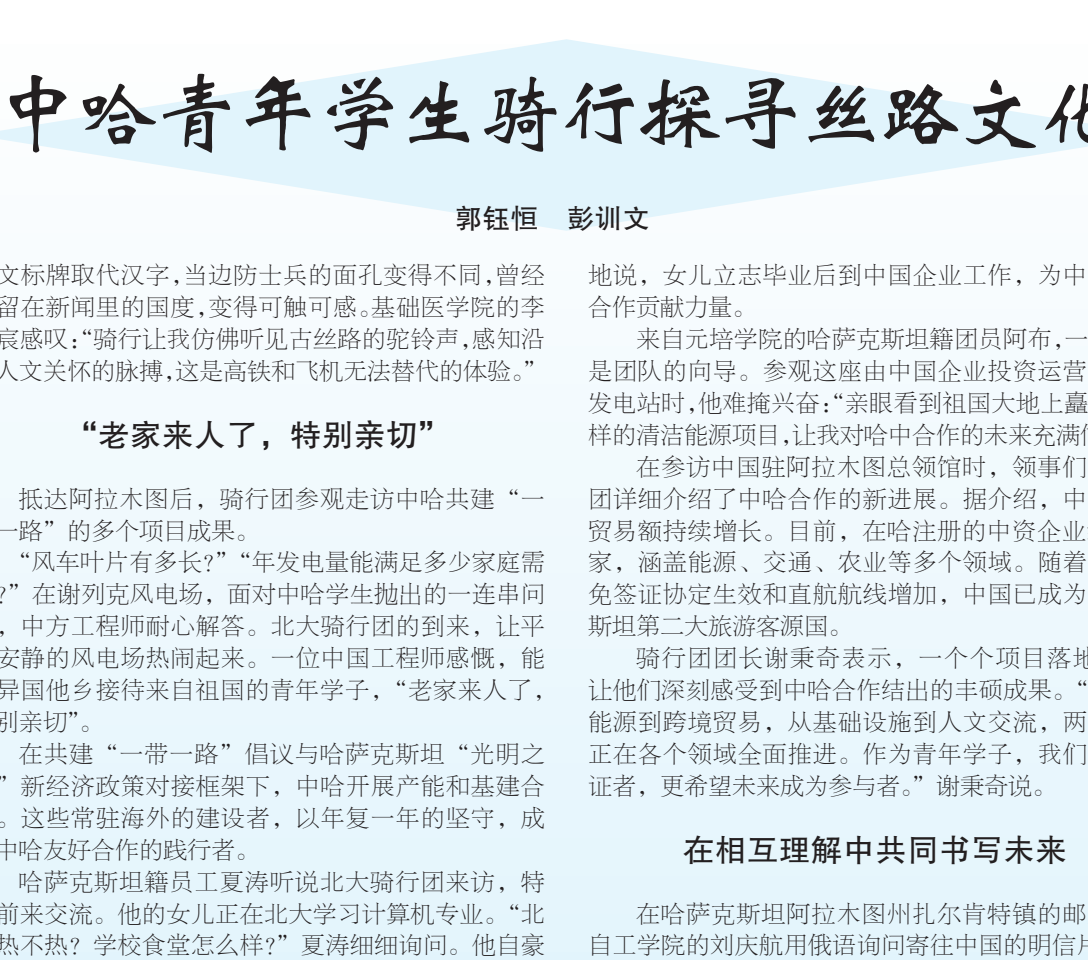 中哈青年学生骑行探寻丝路文化
郭钰恒 彭训文
文标牌取代汉字，当边防士兵的面孔变得不同，曾经
留在新闻里的国度，变得可触可感。基础医学院的李
宸感叹：“骑行让我仿佛听见古丝路的驼铃声，感知沿
人文关怀的脉搏，这是高铁和飞机无法替代的体验。”
“老家来人了，特别亲切”
抵达阿拉木图后，骑行团参观走访中哈共建“一
一路”的多个项目成果。
“风车叶片有多长？”“年发电量能满足多少家庭需
？”在谢列克风电场，面对中哈学生抛出的一连串问
，中方工程师耐心解答。北大骑行团的到来，让平
安静的风电场热闹起来。一位中国工程师感慨，能
异国他乡接待来自祖国的青年学子，“老家来人了，
别亲切”。
在共建“一带一路”倡议与哈萨克斯坦“光明之
”新经济政策对接框架下，中哈开展产能和基建合
。这些常驻海外的建设者，以年复一年的坚守，成
中哈友好合作的践行者。
哈萨克斯坦籍员工夏涛听说北大骑行团来访，特
前来交流。他的女儿正在北大学习计算机专业。“北
热不热？学校食堂怎么样？”夏涛细细询问。他自豪
地说，女儿立志毕业后到中国企业工作，为中
合作贡献力量。
来自元培学院的哈萨克斯坦籍团员阿布，一
是团队的向导。参观这座由中国企业投资运营
发电站时，他难掩兴奋：“亲眼看到祖国大地上矗
样的清洁能源项目，让我对哈中合作的未来充满
在参访中国驻阿拉木图总领馆时，领事们
团详细介绍了中哈合作的新进展。据介绍，中
贸易额持续增长。目前，在哈注册的中资企业
家，涵盖能源、交通、农业等多个领域。随着
免签证协定生效和直航航线增加，中国已成为
斯坦第二大旅游客源国。
骑行团团长谢秉奇表示，一个个项目落地
让他们深刻感受到中哈合作结出的丰硕成果。“
能源到跨境贸易，从基础设施到人文交流，两
正在各个领域全面推进。作为青年学子，我们
证者，更希望未来成为参与者。”谢秉奇说。
在相互理解中共同书写未来
在哈萨克斯坦阿拉木图州扎尔肯特镇的邮
自工学院的刘庆航用俄语询问寄往中国的明信片